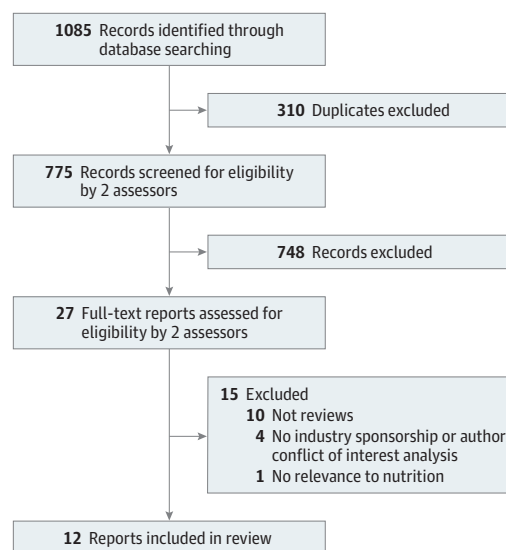 1085 Records identified through
database searching
310 Duplicates excluded
775 Records screened for eligibility
by 2 assessors
748 Records excluded
27 Full-text reports assessed for
eligibility by 2 assessors
15 Excluded
10 Not reviews
4 No industry sponsorship or author
conflict of interest analysis
1 No relevance to nutrition
12 Reports included in review